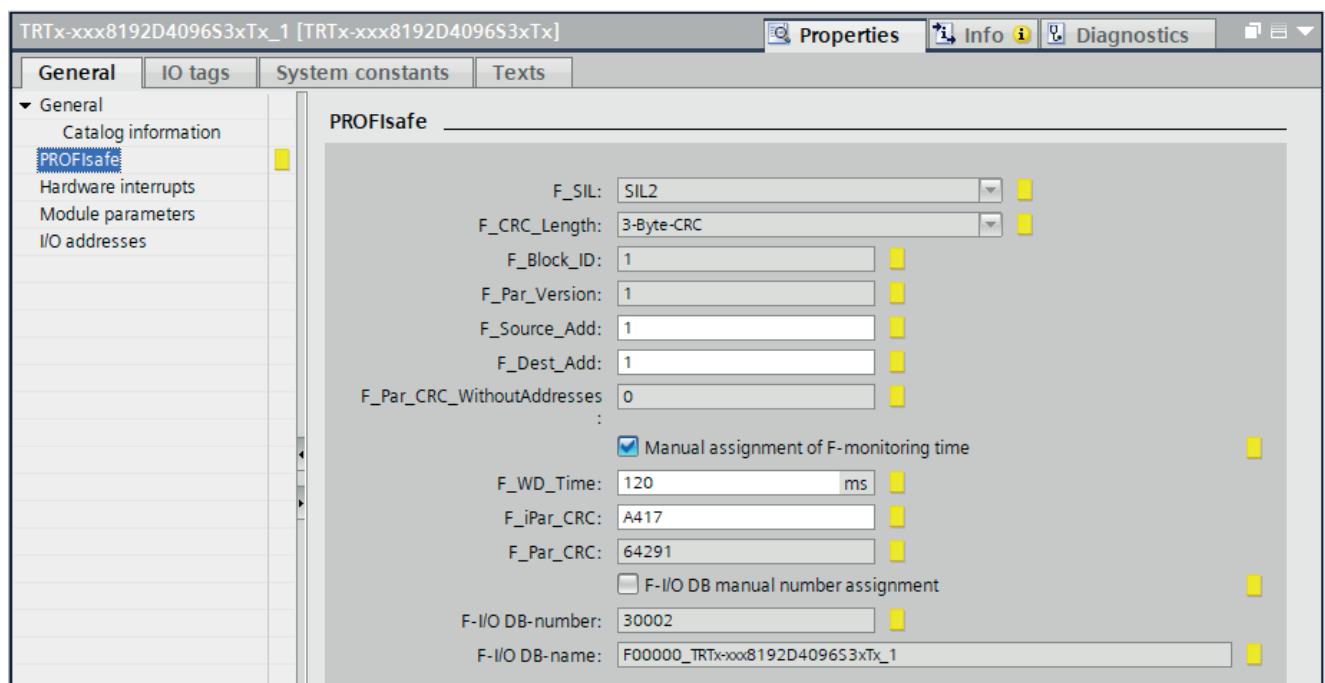 TRTx-xxx8192D4096S3xTx_1 [TRTx-xxx8192D4096S3xTx]
Properties
Info
Diagnostics
General
IO tags
System constants
Texts
General
Catalog information
PROFIsafe
Hardware interrupts
Module parameters
I/O addresses
PROFIsafe
F_SIL: SIL2
F_CRC_Length: 3-Byte-CRC
F_Block_ID: 1
F_Par_Version: 1
F_Source_Add: 1
F_Dest_Add: 1
F_Par_CRC_WithoutAddresses 0
:
Manual assignment of F-monitoring time
F_WD_Time: 120 ms
F_iPar_CRC: A417
F_Par_CRC: 64291
F-I/O DB manual number assignment
F-I/O DB-number: 30002
F-I/O DB-name: F00000_TRTx-xxx8192D4096S3xTx_1